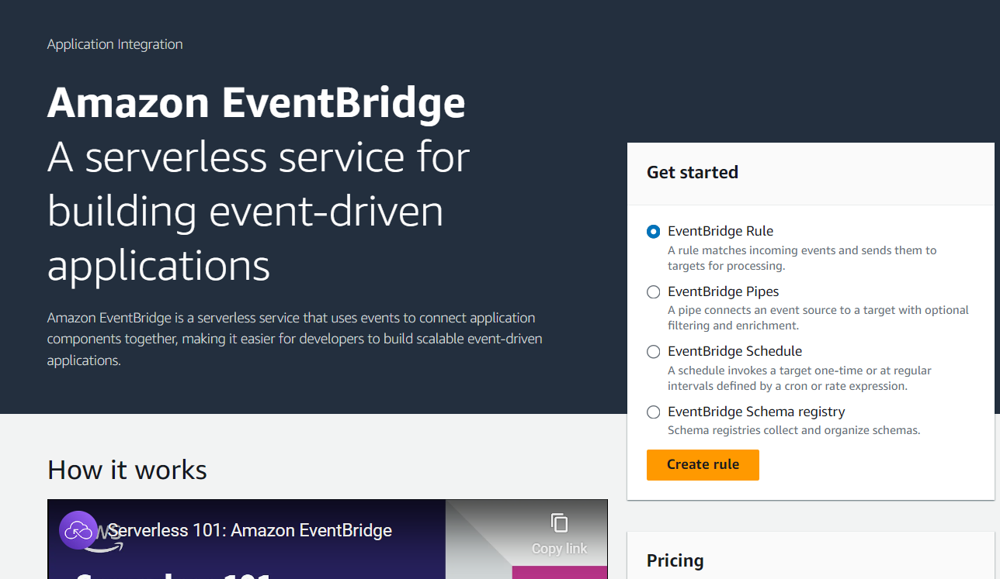 Application Integration
Amazon EventBridge
A serverless service for
building event-driven
applications
Amazon EventBridge is a serverless service that uses events to connect application
components together, making it easier for developers to build scalable event-driven
applications.
Get started
EventBridge Rule
A rule matches incoming events and sends them to
targets for processing.
EventBridge Pipes
A pipe connects an event source to a target with optional
filtering and enrichment.
EventBridge Schedule
A schedule invokes a target one-time or at regular
intervals defined by a cron or rate expression.
EventBridge Schema registry
Schema registries collect and organize schemas.
Create rule
How it works
Serverless 101: Amazon EventBridge
Copy link
Pricing